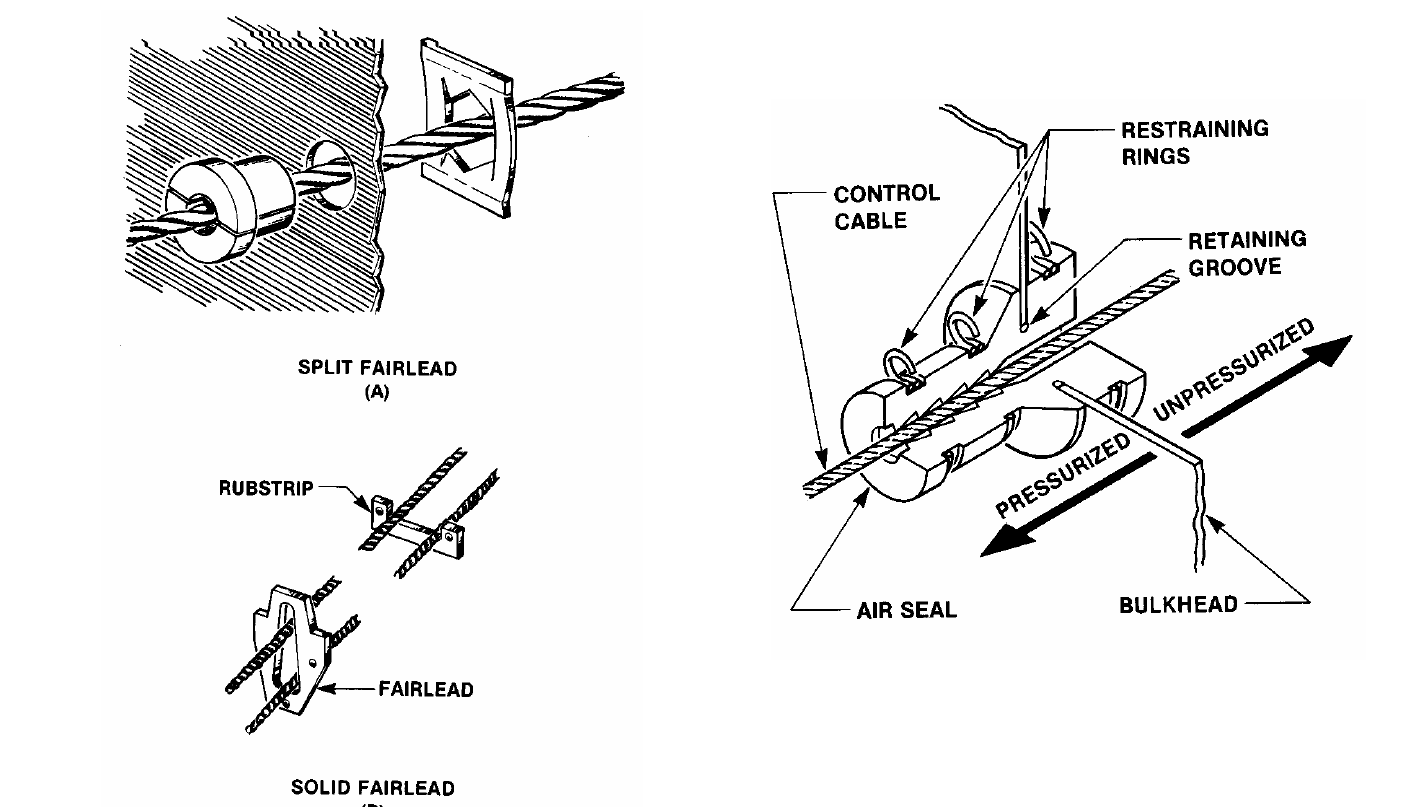 SPLIT FAIRLEAD
(A)
RUBSTRIP
FAIRLEAD
SOLID FAIRLEAD
RESTRAINING
RINGS
CONTROL
CABLE
RETAINING
GROOVE
UNPRESSURIZED
PRESSURIZED
AIR SEAL
BULKHEAD